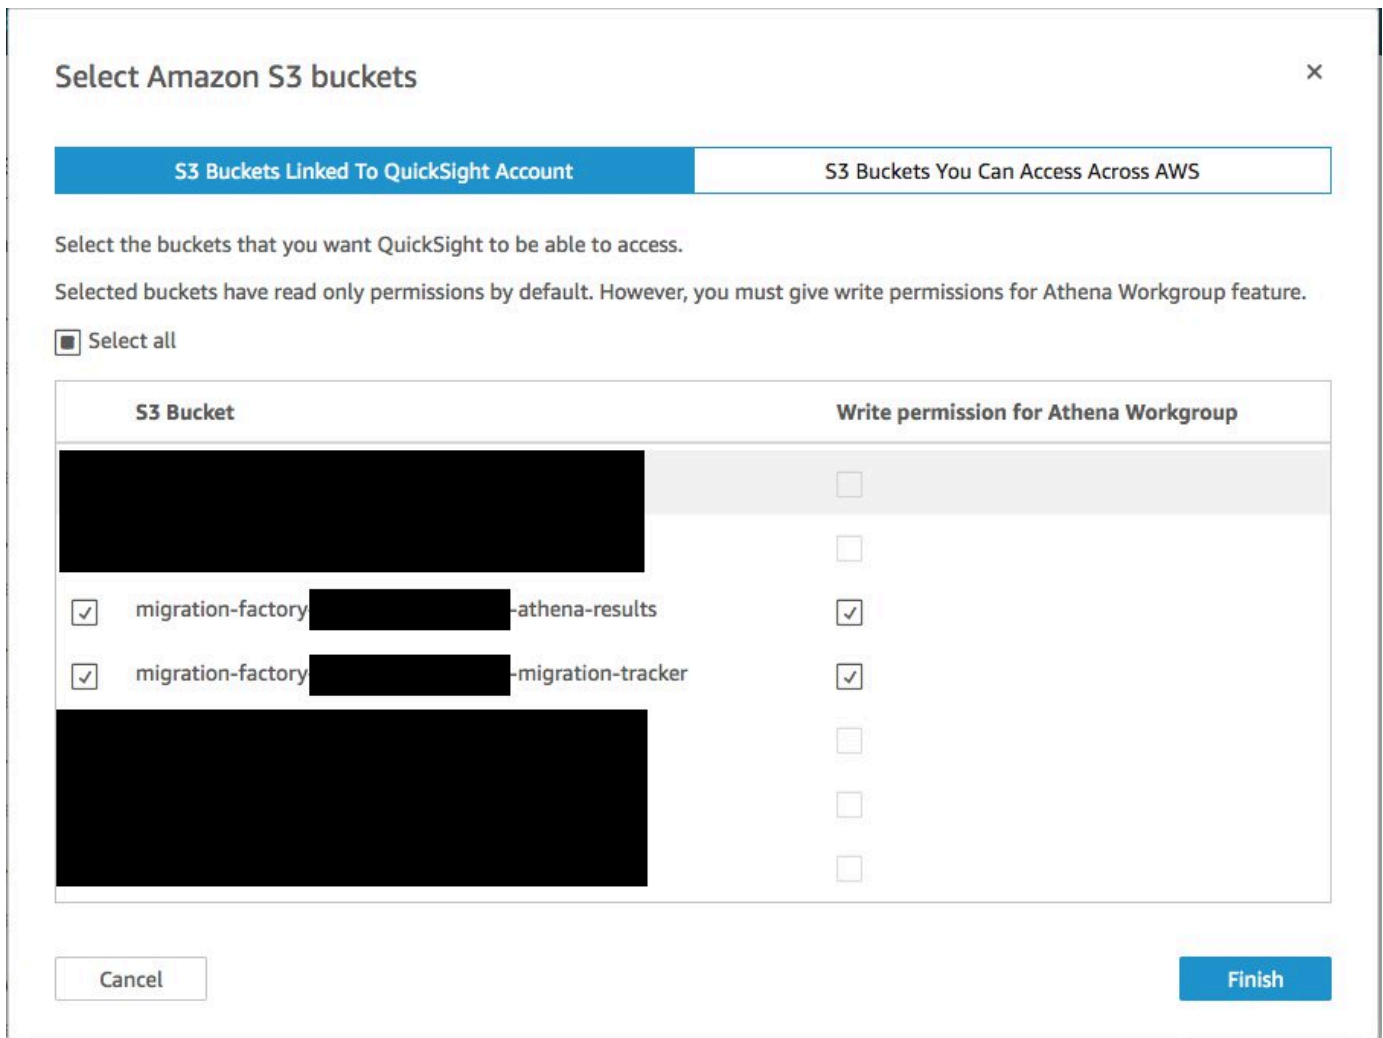 Select Amazon S3 buckets
×
S3 Buckets Linked To QuickSight Account
S3 Buckets You Can Access Across AWS
Select the buckets that you want QuickSight to be able to access.
Selected buckets have read only permissions by default. However, you must give write permissions for Athena Workgroup feature.
Select all
S3 Bucket
Write permission for Athena Workgroup
migration-factory- -athena-results
migration-factory- -migration-tracker
Cancel
Finish